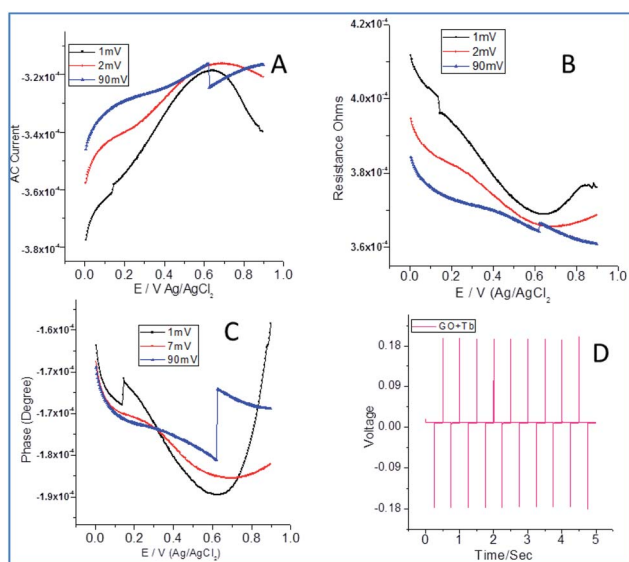 1mV
2mV
90mV
A
-3.2x10⁻⁴
-3.4x10⁻⁴
-3.6x10⁻⁴
-3.8x10⁻⁴
AC Current
0.0 0.2 0.4 0.6 0.8 1.0
E / V Ag/AgCl₂
4.2x10⁻⁴
4.0x10⁻⁴
3.8x10⁻⁴
3.6x10⁻⁴
Resistance Ohms
1mV
2mV
90mV
B
0.0 0.2 0.4 0.6 0.8 1.0
E / V (Ag/AgCl₂
-1.6x10⁻⁴
-1.7x10⁻⁴
-1.7x10⁻⁴
-1.8x10⁻⁴
-1.9x10⁻⁴
Phase (Degree)
1mV
7mV
90mV
C
0.0 0.2 0.4 0.6 0.8 1.0
E / V (Ag/AgCl₂)
GO+Tb
D
0.18
0.09
0.00
-0.09
-0.18
Voltage
0 1 2 3 4 5
Time/Sec